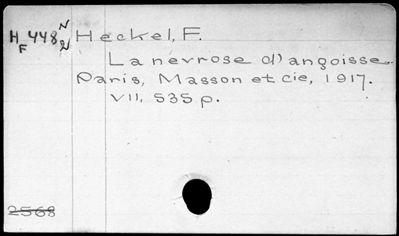 H 448 N Heckel, F.
F N
La nevrose d'angoisse.
Paris, Masson et cie, 1917.
VII, 535 p.
2568